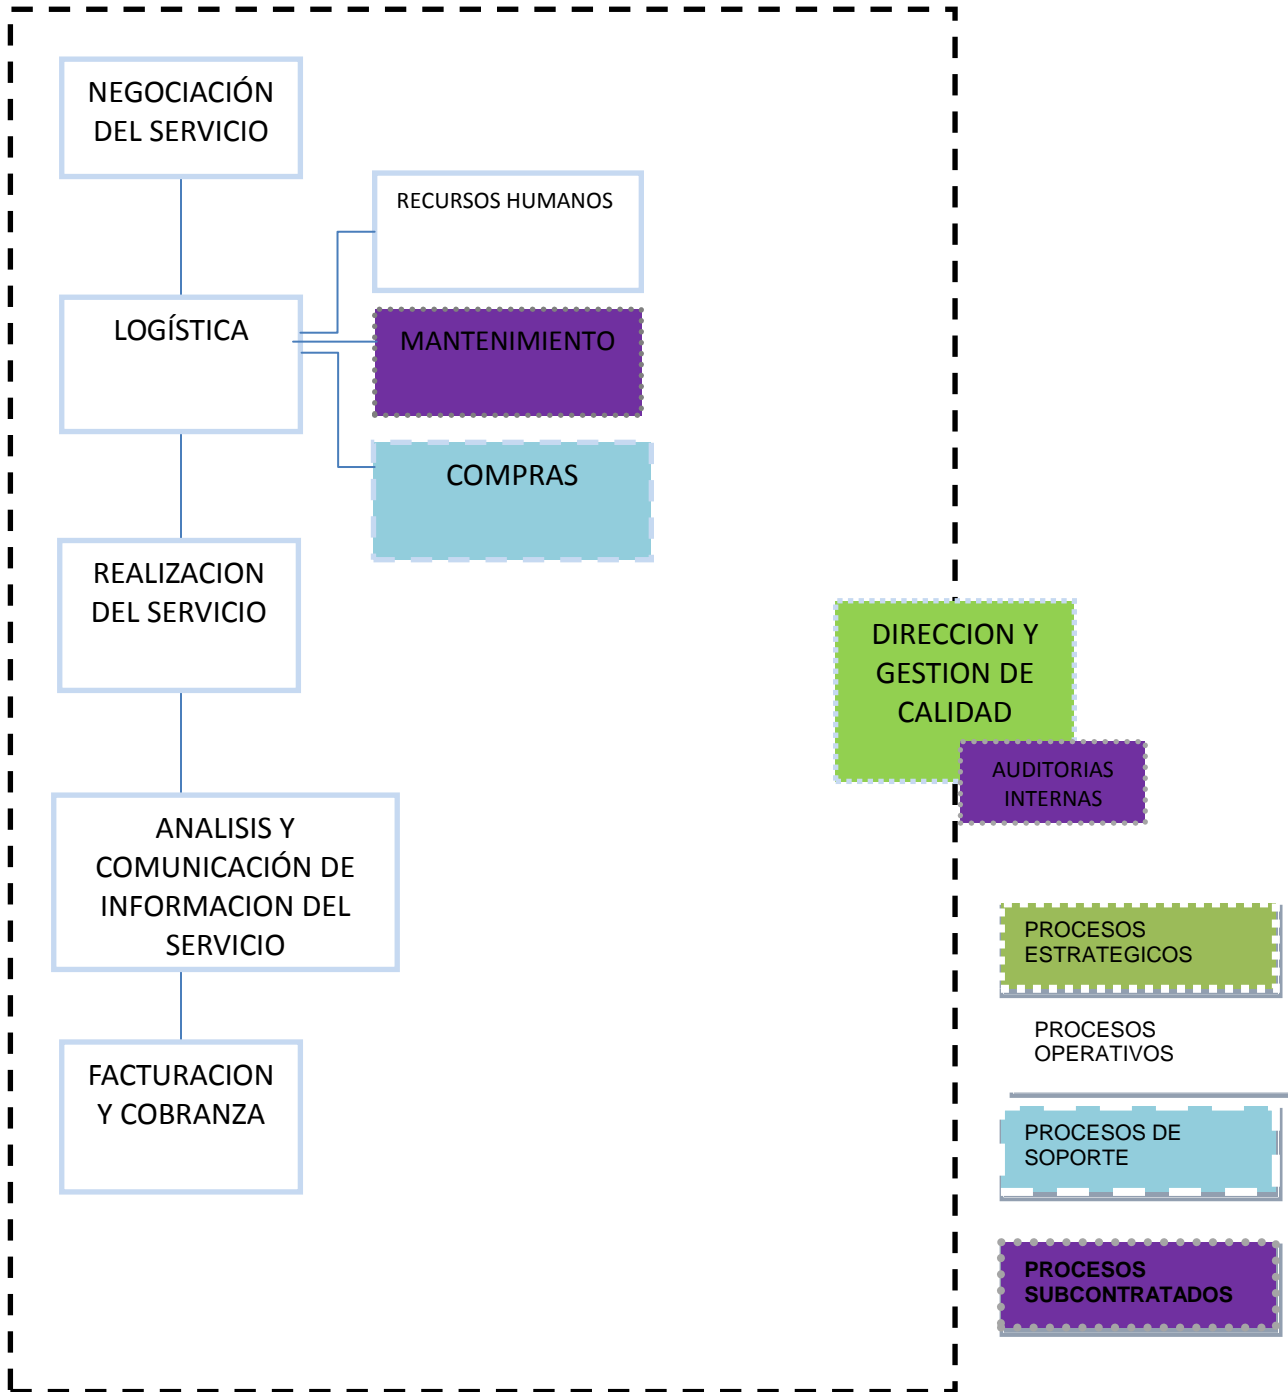 NEGOCIACIÓN
DEL SERVICIO
RECURSOS HUMANOS
LOGÍSTICA
MANTENIMIENTO
COMPRAS
REALIZACION
DEL SERVICIO
DIRECCION Y
GESTION DE
CALIDAD
AUDITORIAS
INTERNAS
ANALISIS Y
COMUNICACIÓN DE
INFORMACION DEL
SERVICIO
FACTURACION
Y COBRANZA
PROCESOS
ESTRATEGICOS
PROCESOS
OPERATIVOS
PROCESOS DE
SOPORTE
PROCESOS
SUBCONTRATADOS